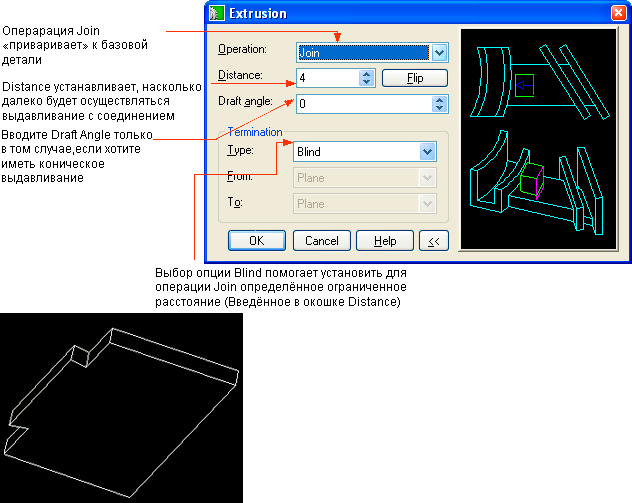 Extrusion
Операрация Join
«приваривает» к базовой
детали
Distance устанавливает, насколько
далеко будет осуществляться
выдавливание с соединением
Вводите Draft Angle только
в том случае,если хотите
иметь коническое
выдавливание
Operation:
Join
Distance:
4
Flip
Draft angle:
0
Termination
Type:
Blind
From:
Plane
To:
Plane
OK
Cancel
Help
<<
Выбор опции Blind помогает установить для
операции Join определённое ограниченное
расстояние (Введённое в окошке Distance)